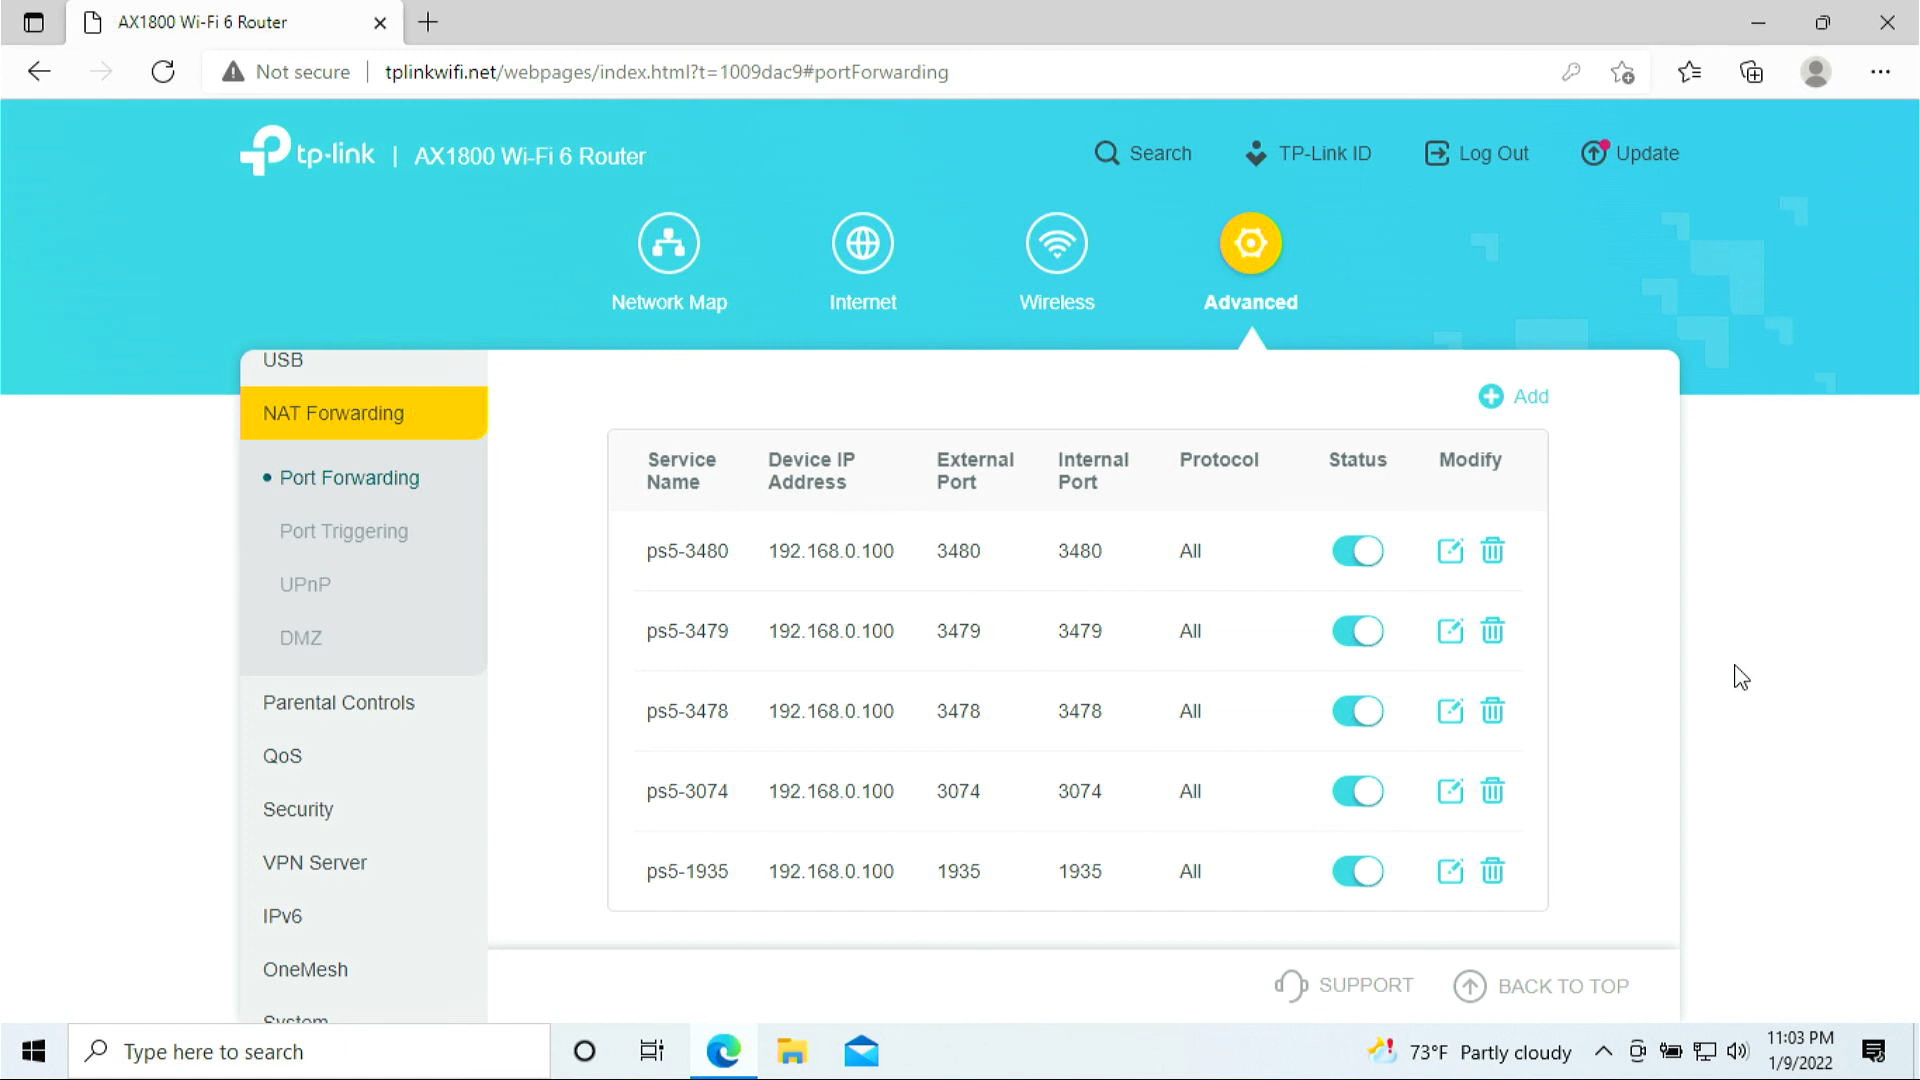 AX1800 Wi-Fi 6 Router
Not secure | tplinkwifi.net/webpages/index.html?t=1009dac9#portForwarding
tp-link | AX1800 Wi-Fi 6 Router
Search TP-Link ID Log Out Update
Network Map Internet Wireless Advanced
USB
NAT Forwarding
• Port Forwarding
Port Triggering
UPnP
DMZ
Parental Controls
QoS
Security
VPN Server
IPv6
OneMesh
System
Add
Service Name Device IP Address External Port Internal Port Protocol Status Modify
ps5-3480 192.168.0.100 3480 3480 All
ps5-3479 192.168.0.100 3479 3479 All
ps5-3478 192.168.0.100 3478 3478 All
ps5-3074 192.168.0.100 3074 3074 All
ps5-1935 192.168.0.100 1935 1935 All
SUPPORT BACK TO TOP
Type here to search
73°F Partly cloudy
11:03 PM
1/9/2022